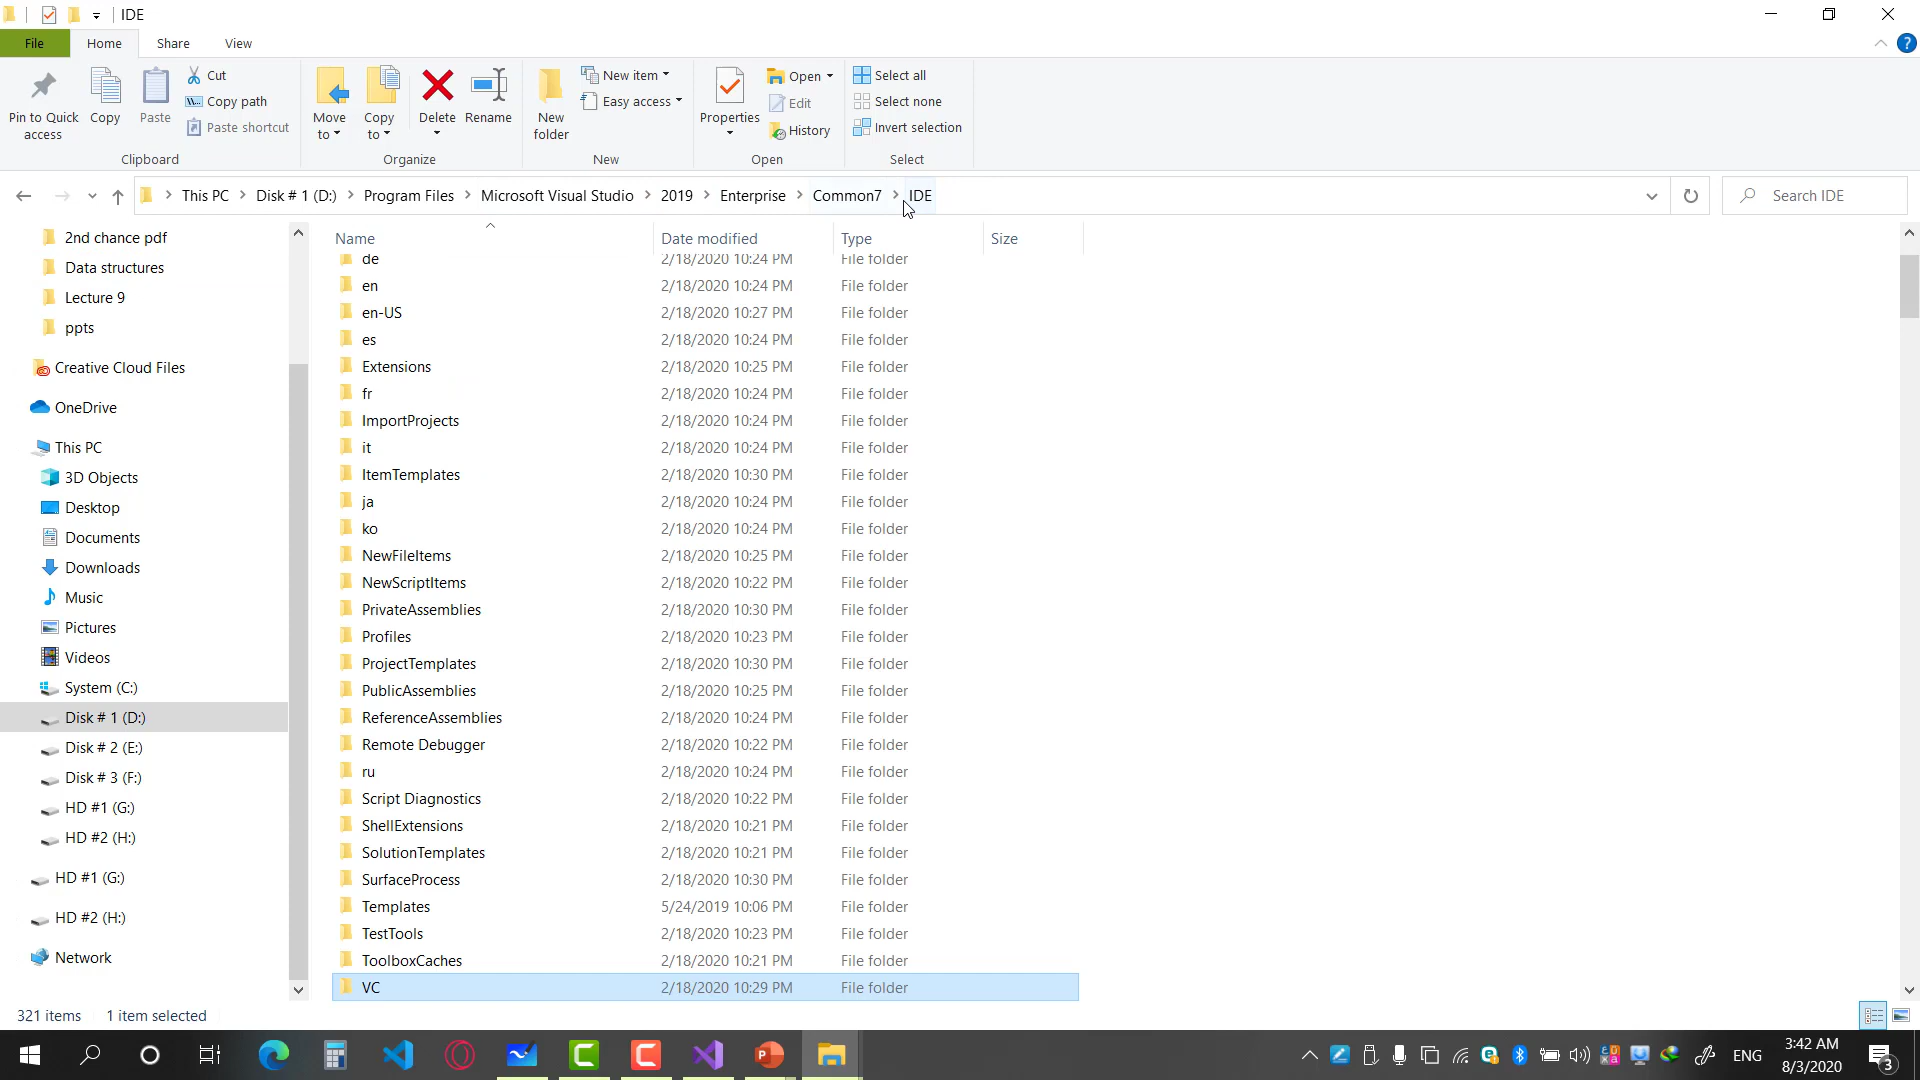 IDE
File Home Share View
Pin to Quick access
Copy
Paste
Cut
Copy path
Paste shortcut
Clipboard
Move to
Copy to
Delete
Rename
Organize
New folder
New item
Easy access
New
Properties
Open
Edit
History
Open
Select all
Select none
Invert selection
Select
This PC Disk # 1 (D:) Program Files Microsoft Visual Studio 2019 Enterprise Common7 IDE
Search IDE
2nd chance pdf
Data structures
Lecture 9
ppts
Creative Cloud Files
OneDrive
This PC
3D Objects
Desktop
Documents
Downloads
Music
Pictures
Videos
System (C:)
Disk # 1 (D:)
Disk # 2 (E:)
Disk # 3 (F:)
HD #1 (G:)
HD #2 (H:)
HD #1 (G:)
HD #2 (H:)
Network
Name Date modified Type Size
de 2/18/2020 10:24 PM File folder
en 2/18/2020 10:24 PM File folder
en-US 2/18/2020 10:27 PM File folder
es 2/18/2020 10:24 PM File folder
Extensions 2/18/2020 10:25 PM File folder
fr 2/18/2020 10:24 PM File folder
ImportProjects 2/18/2020 10:24 PM File folder
it 2/18/2020 10:24 PM File folder
ItemTemplates 2/18/2020 10:30 PM File folder
ja 2/18/2020 10:24 PM File folder
ko 2/18/2020 10:24 PM File folder
NewFileItems 2/18/2020 10:25 PM File folder
NewScriptItems 2/18/2020 10:22 PM File folder
PrivateAssemblies 2/18/2020 10:30 PM File folder
Profiles 2/18/2020 10:23 PM File folder
ProjectTemplates 2/18/2020 10:30 PM File folder
PublicAssemblies 2/18/2020 10:25 PM File folder
ReferenceAssemblies 2/18/2020 10:24 PM File folder
Remote Debugger 2/18/2020 10:22 PM File folder
ru 2/18/2020 10:24 PM File folder
Script Diagnostics 2/18/2020 10:22 PM File folder
ShellExtensions 2/18/2020 10:21 PM File folder
SolutionTemplates 2/18/2020 10:21 PM File folder
SurfaceProcess 2/18/2020 10:30 PM File folder
Templates 5/24/2019 10:06 PM File folder
TestTools 2/18/2020 10:23 PM File folder
ToolboxCaches 2/18/2020 10:21 PM File folder
VC 2/18/2020 10:29 PM File folder
321 items 1 item selected
ENG
3:42 AM
8/3/2020
3